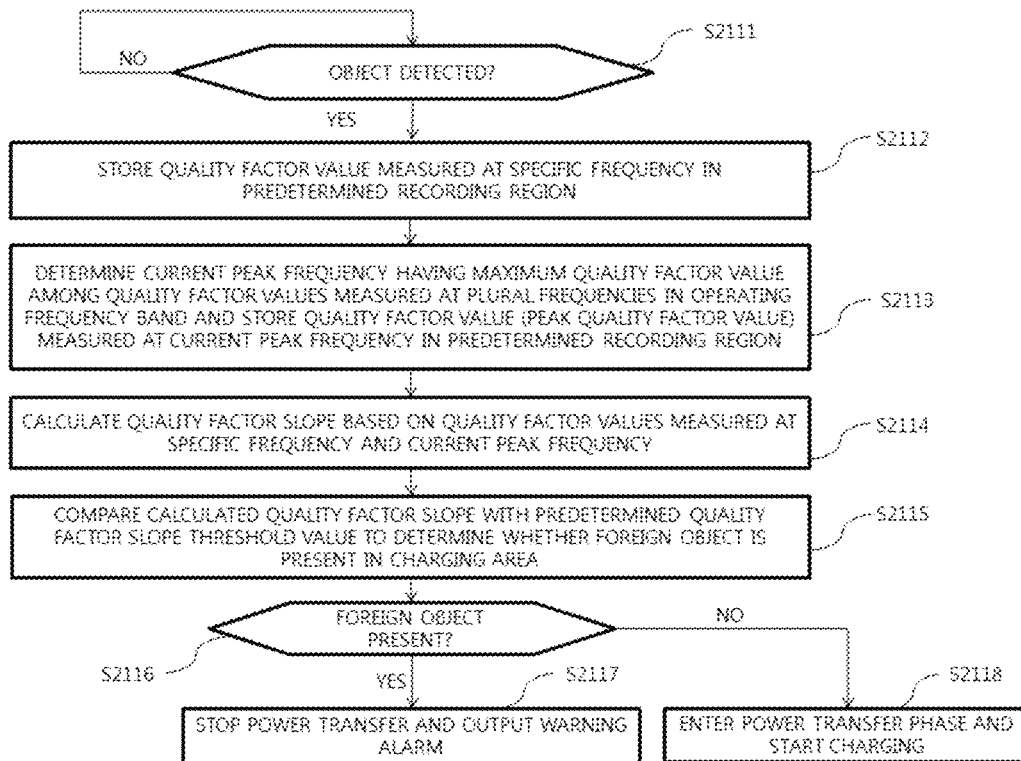 S2111
NO
OBJECT DETECTED?
YES
S2112
STORE QUALITY FACTOR VALUE MEASURED AT SPECIFIC FREQUENCY IN
PREDETERMINED RECORDING REGION
DETERMINE CURRENT PEAK FREQUENCY HAVING MAXIMUM QUALITY FACTOR VALUE
AMONG QUALITY FACTOR VALUES MEASURED AT PLURAL FREQUENCIES IN OPERATING
FREQUENCY BAND AND STORE QUALITY FACTOR VALUE (PEAK QUALITY FACTOR VALUE)
MEASURED AT CURRENT PEAK FREQUENCY IN PREDETERMINED RECORDING REGION
S2113
CALCULATE QUALITY FACTOR SLOPE BASED ON QUALITY FACTOR VALUES MEASURED AT
SPECIFIC FREQUENCY AND CURRENT PEAK FREQUENCY
S2114
COMPARE CALCULATED QUALITY FACTOR SLOPE WITH PREDETERMINED QUALITY
FACTOR SLOPE THRESHOLD VALUE TO DETERMINE WHETHER FOREIGN OBJECT IS
PRESENT IN CHARGING AREA
S2115
FOREIGN OBJECT
PRESENT?
NO
S2116
YES
S2117
S2118
STOP POWER TRANSFER AND OUTPUT WARNING
ALARM
ENTER POWER TRANSFER PHASE AND
START CHARGING